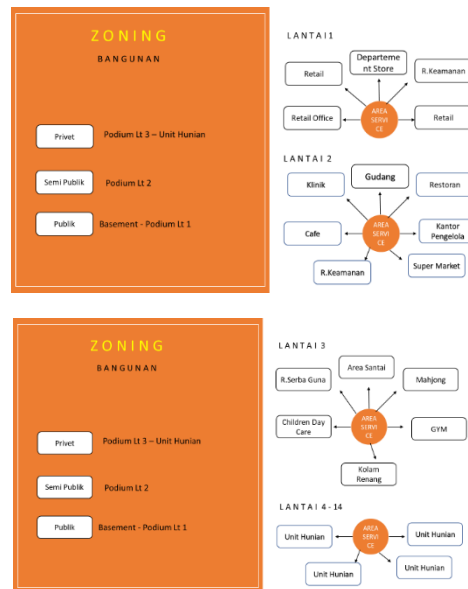 ZONING
BANGUNAN
Privet
Podium Lt 3 – Unit Hunian
Semi Publik
Podium Lt 2
Publik
Basement - Podium Lt 1
LANTAI 1
Departeme
nt Store
Retail
R.Keamanan
Retail Office
AREA
SERVI
CE
Retail
LANTAI 2
Klinik
Gudang
Restoran
Cafe
AREA
SERVI
CE
Kantor
Pengelola
R.Keamanan
Super Market
ZONING
BANGUNAN
Privet
Podium Lt 3 – Unit Hunian
Semi Publik
Podium Lt 2
Publik
Basement - Podium Lt 1
LANTAI 3
R.Serba Guna
Area Santai
Mahjong
Children Day
Care
AREA
SERVI
CE
GYM
Kolam
Renang
LANTAI 4 - 14
Unit Hunian
AREA
SERVI
CE
Unit Hunian
Unit Hunian
Unit Hunian